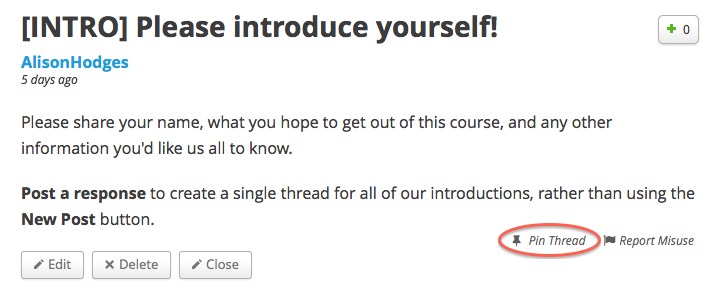 [INTRO] Please introduce yourself!
+ 0
AlisonHodges
5 days ago
Please share your name, what you hope to get out of this course, and any other
information you'd like us all to know.
Post a response to create a single thread for all of our introductions, rather than using the
New Post button.
Pin Thread Report Misuse
Edit Delete Close